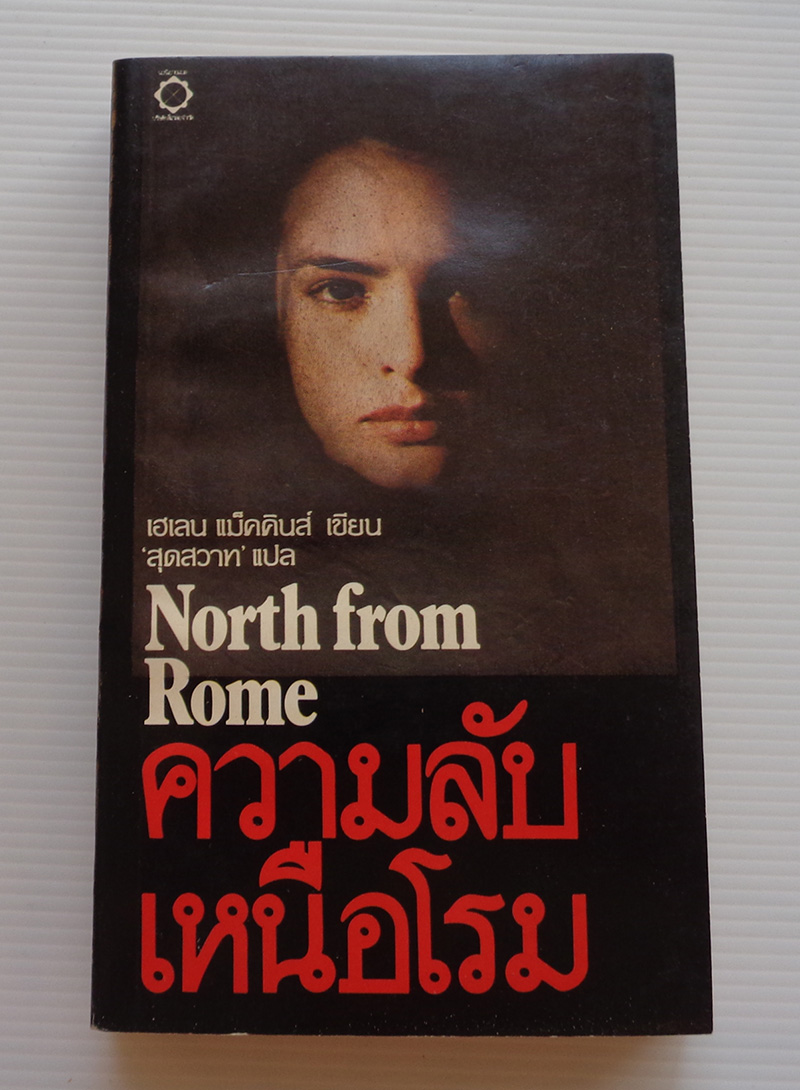 เฮเลน แม็คคินส์ เขียน
‘สุดสวาท’ แปล
North from
Rome
ความลับ
เหนือโรม